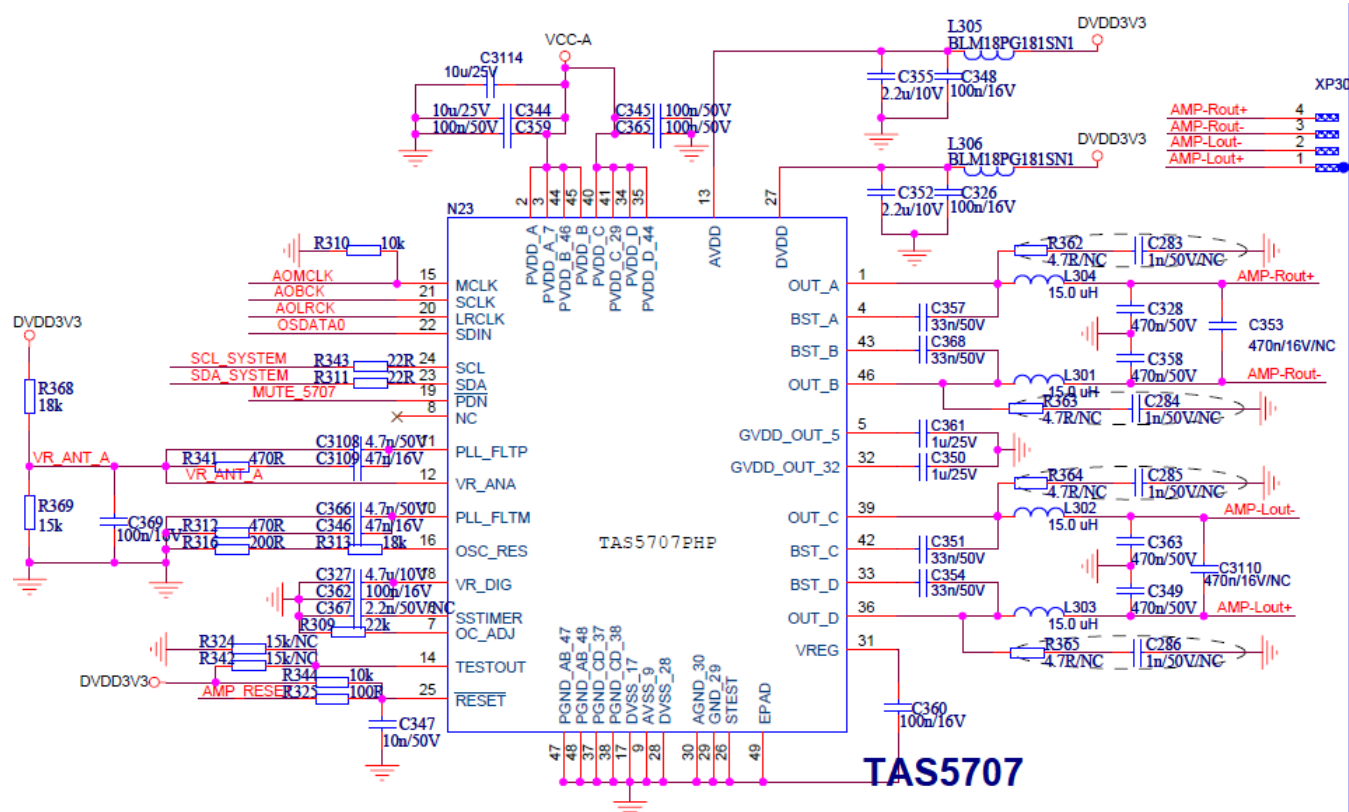 L305
BLM18PG181SN1
DVDD3V3
VCC-A
C3114
10u/25V
C355
2.2u/10V
C348
100n/16V
XP30
10u/25V
C344
100n/50V
C359
C345
100n/50V
C365
100n/50V
AMP-Rout+ 4
AMP-Rout- 3
AMP-Lout- 2
AMP-Lout+ 1
L306
BLM18PG181SN1
DVDD3V3
C352
2.2u/10V
C326
100n/16V
2 3 44 45 40 41 34 35 13 27
N23
PVDD_A
PVDD_A_7
PVDD_B_46
PVDD_B
PVDD_C
PVDD_C_29
PVDD_D
PVDD_D_44
AVDD
DVDD
R310 10k
AOMCLK 15 MCLK
AOBCK 21 SCLK
AOLRCK 20 LRCLK
OSDATA0 22 SDIN
SCL_SYSTEM R343 22R 24 SCL
SDA_SYSTEM R311 22R 23 SDA
MUTE_5707 19 PDN
8 NC
DVDD3V3
R368
18k
VR_ANT_A
R369
15k
C369
100n/16V
C3108 4.7n/50V 11 PLL_FLTP
R341 470R C3109 47n/16V
VR_ANT_A 12 VR_ANA
C366 4.7n/50V 10 PLL_FLTM
R312 470R C346 47n/16V
R316 200R R313 18k 16 OSC_RES
C327 4.7u/10V 18 VR_DIG
C362 100n/16V
C367 2.2n/50V/NC 6 SSTIMER
R309 22k 7 OC_ADJ
R324 15k/NC
R342 15k/NC 14 TESTOUT
DVDD3V3 R344 10k
AMP_RESET R325 100R 25 RESET
C347
10n/50V
TAS5707PHP
OUT_A 1
BST_A 4
BST_B 43
OUT_B 46
GVDD_OUT_5 5
GVDD_OUT_32 32
OUT_C 39
BST_C 42
BST_D 33
OUT_D 36
VREG 31
R362
4.7R/NC
C283
1n/50V/NC
L304
15.0 uH
AMP-Rout+
C357
33n/50V
C368
33n/50V
C328
470n/50V
C353
470n/16V/NC
C358
470n/50V
L301
15.0 uH
AMP-Rout-
R363
4.7R/NC
C284
1n/50V/NC
C361
1u/25V
C350
1u/25V
R364
4.7R/NC
C285
1n/50V/NC
L302
15.0 uH
AMP-Lout-
C351
33n/50V
C354
33n/50V
C363
470n/50V
C3110
470n/16V/NC
C349
470n/50V
L303
15.0 uH
AMP-Lout+
R365
4.7R/NC
C286
1n/50V/NC
C360
100n/16V
PGND_AB_47
PGND_AB_48
PGND_CD_37
PGND_CD_38
DVSS_17
AVSS_9
DVSS_28
AGND_30
GND_29
STEST
EPAD
47 48 37 38 17 9 28 30 29 26 49
TAS5707